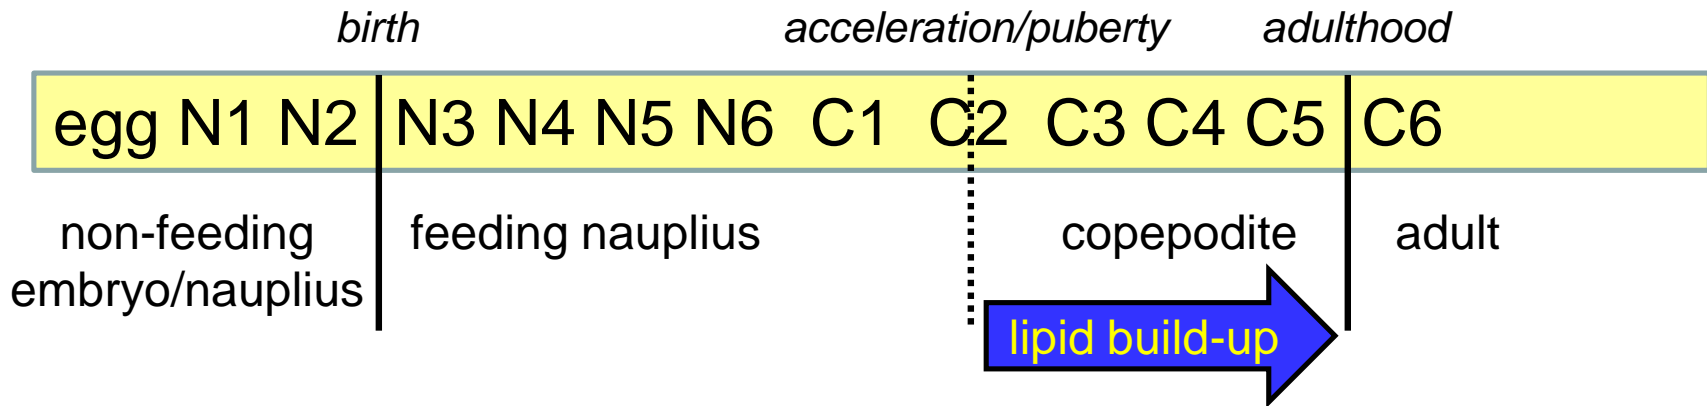 birth acceleration/puberty adulthood
egg N1 N2 N3 N4 N5 N6 C1 C2 C3 C4 C5 C6
non-feeding feeding nauplius copepodite adult
embryo/nauplius
lipid build-up